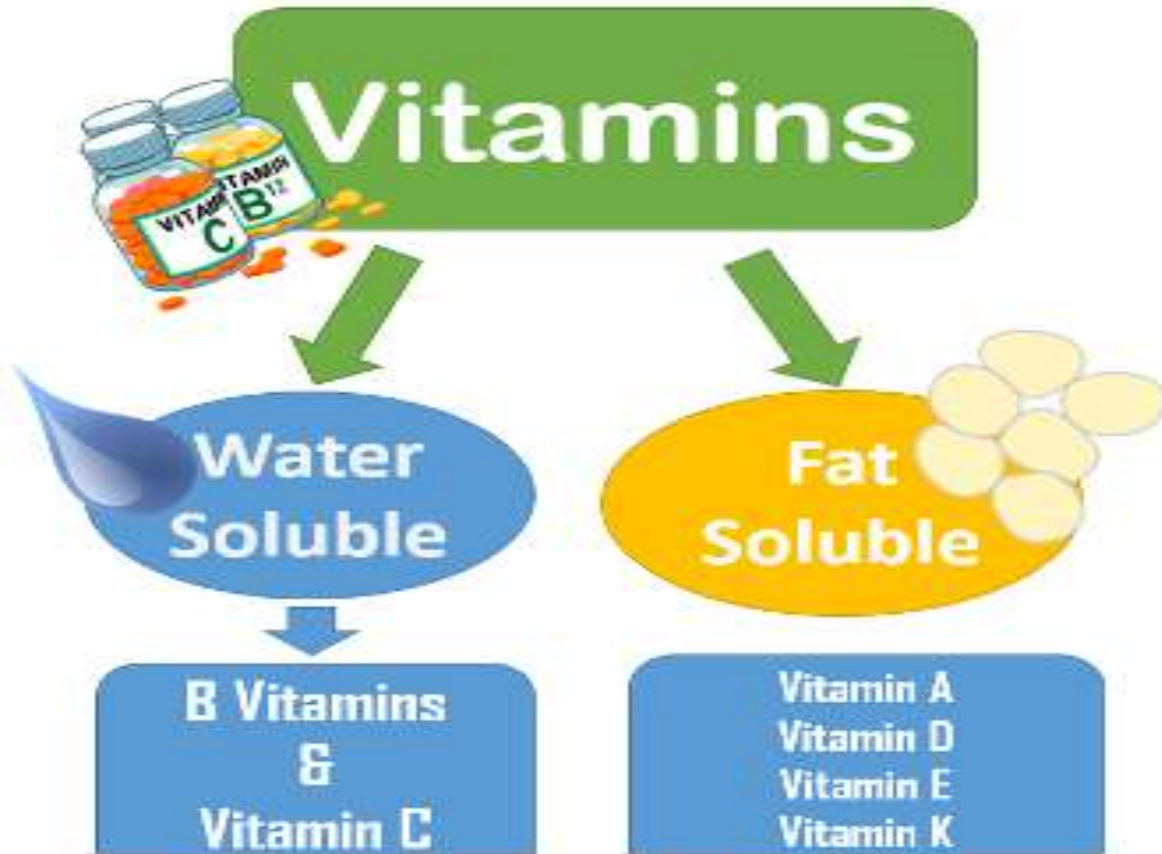 Vitamins
VITAMIN
B12
VITAMIN
C
Water
Soluble
Fat
Soluble
B Vitamins
&
Vitamin C
Vitamin A
Vitamin D
Vitamin E
Vitamin K